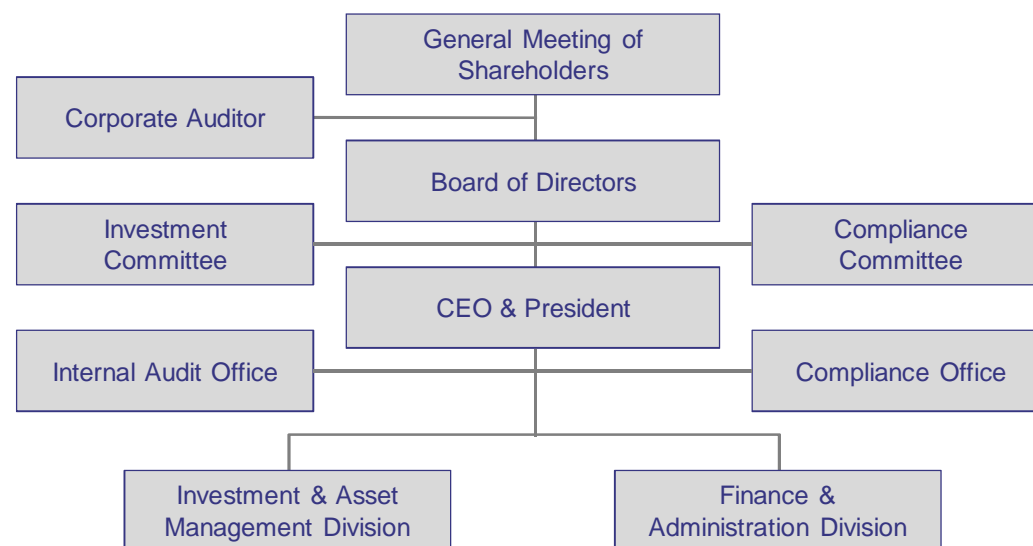 General Meeting of
Shareholders
Corporate Auditor
Board of Directors
Investment
Committee
Compliance
Committee
CEO & President
Internal Audit Office
Compliance Office
Investment & Asset
Management Division
Finance &
Administration Division